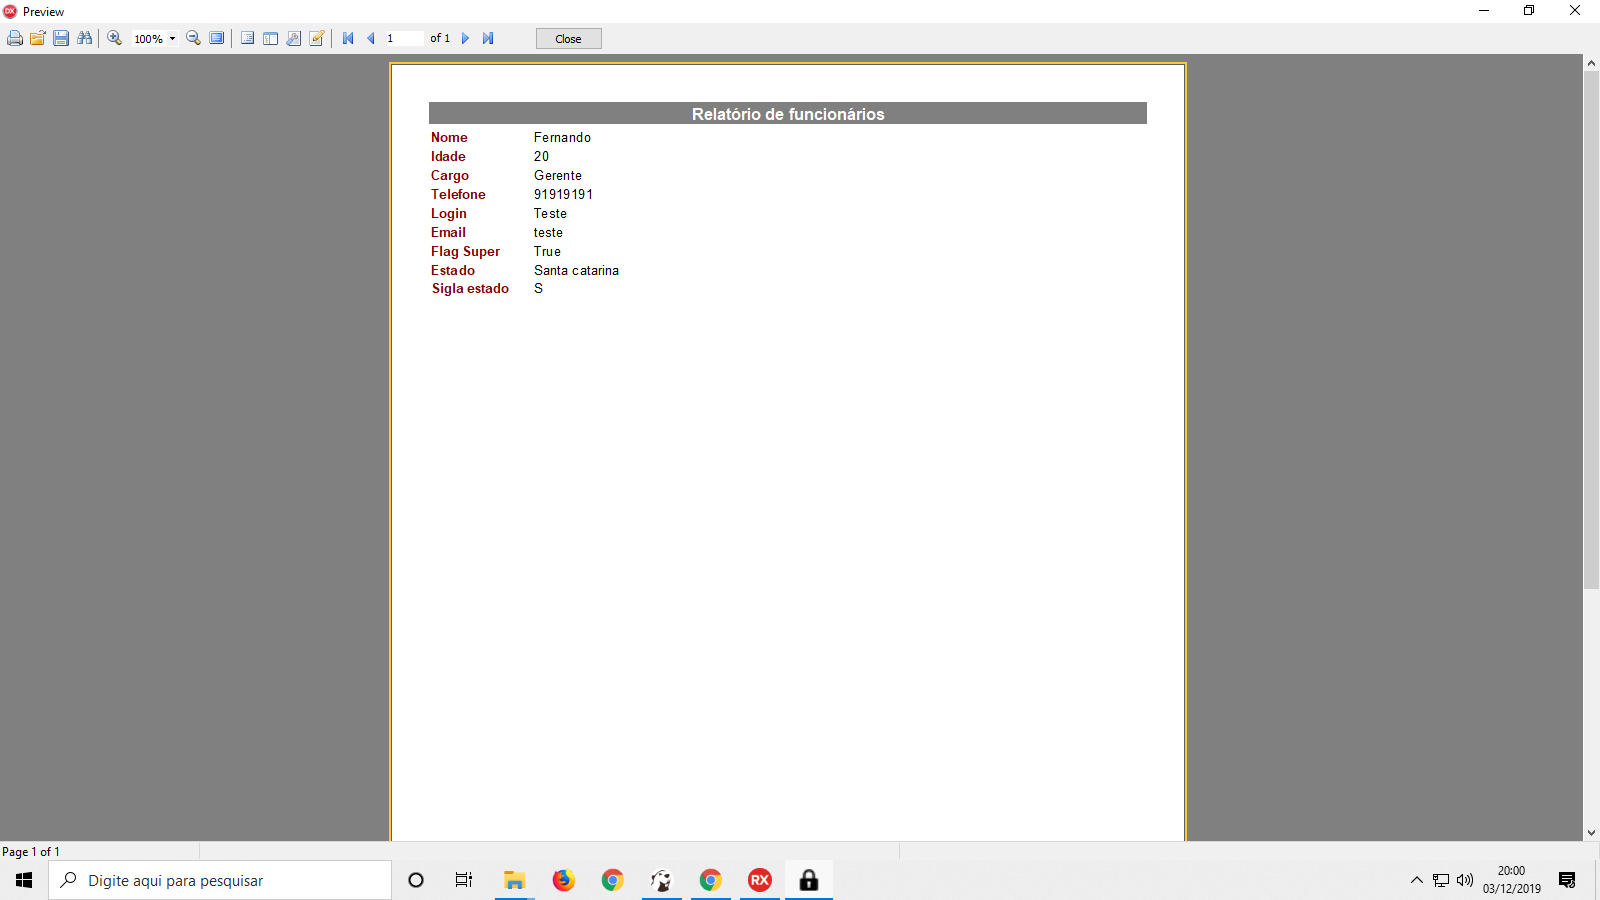 DX Preview
100% 1 of 1 Close
Relatório de funcionários
Nome Fernando
Idade 20
Cargo Gerente
Telefone 91919191
Login Teste
Email teste
Flag Super True
Estado Santa catarina
Sigla estado S
Page 1 of 1
Digite aqui para pesquisar
RX
20:00
03/12/2019